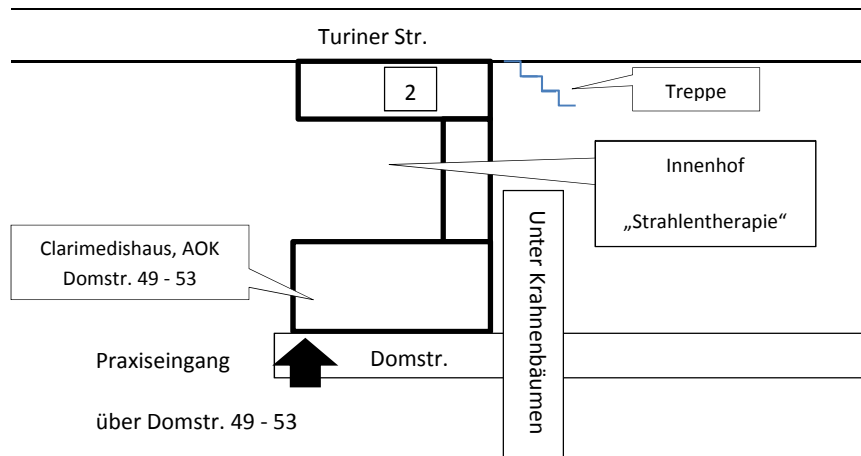 Turiner Str.
2
Treppe
Innenhof
„Strahlentherapie“
Clarimedishaus, AOK
Domstr. 49 - 53
Unter Krahnenbäumen
Praxiseingang
Domstr.
über Domstr. 49 - 53